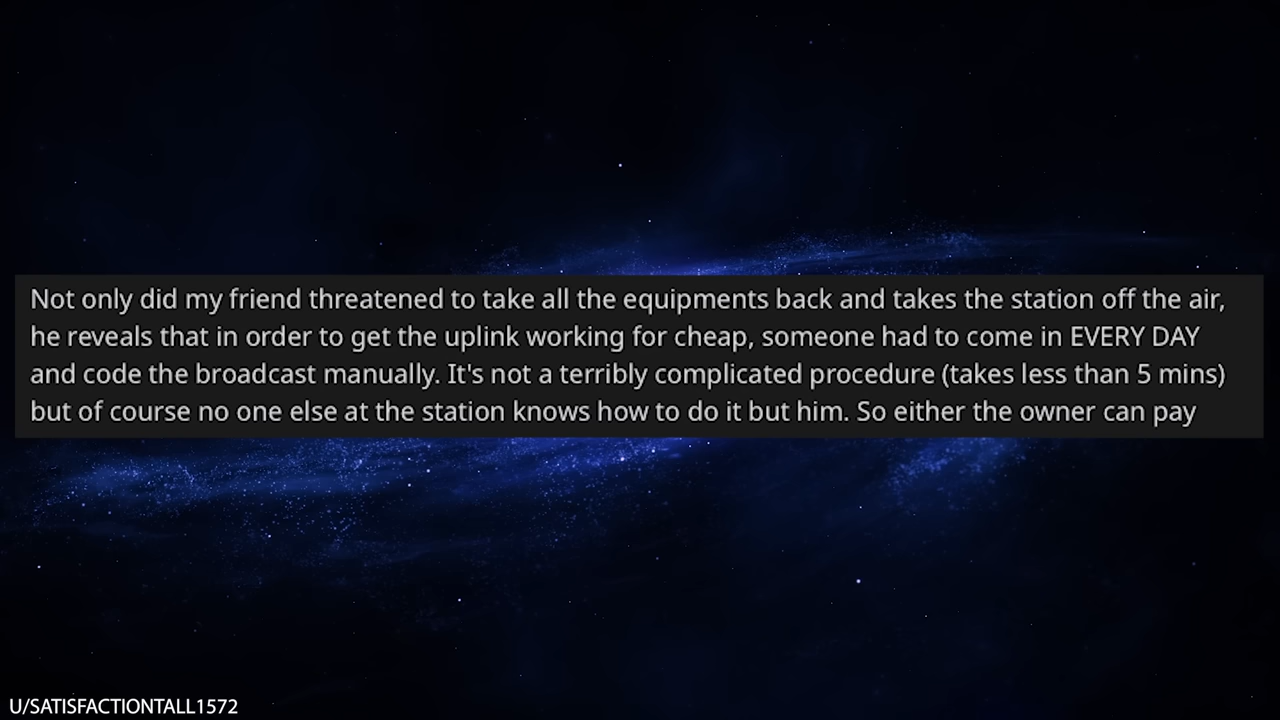 Not only did my friend threatened to take all the equipments back and takes the station off the air,
he reveals that in order to get the uplink working for cheap, someone had to come in EVERY DAY
and code the broadcast manually. It's not a terribly complicated procedure (takes less than 5 mins)
but of course no one else at the station knows how to do it but him. So either the owner can pay
U/SATISFACTIONTALL1572